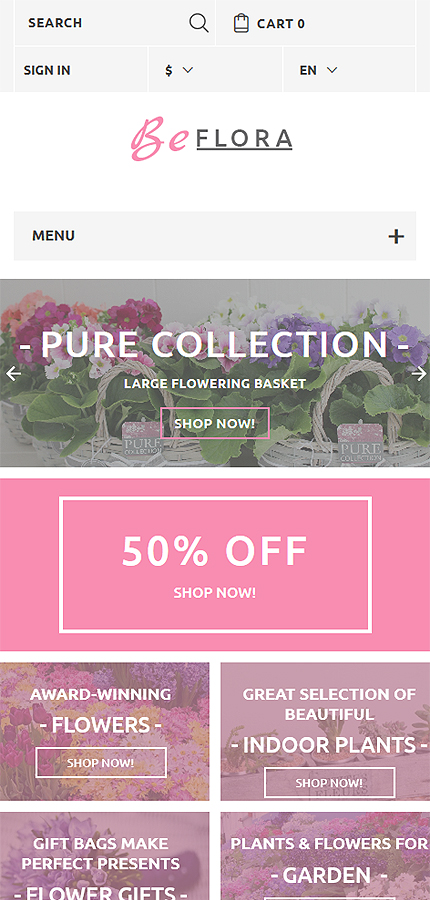 SEARCH
CART 0
SIGN IN
$
EN
Be FLORA
MENU
+
- PURE COLLECTION -
LARGE FLOWERING BASKET
SHOP NOW!
PURE
COLLECTION
PURE
COLLECTION
50% OFF
SHOP NOW!
AWARD-WINNING
- FLOWERS -
SHOP NOW!
GREAT SELECTION OF
BEAUTIFUL
- INDOOR PLANTS -
SHOP NOW!
GIFT BAGS MAKE
PERFECT PRESENTS
- FLOWER GIFTS -
PLANTS & FLOWERS FOR
- GARDEN -